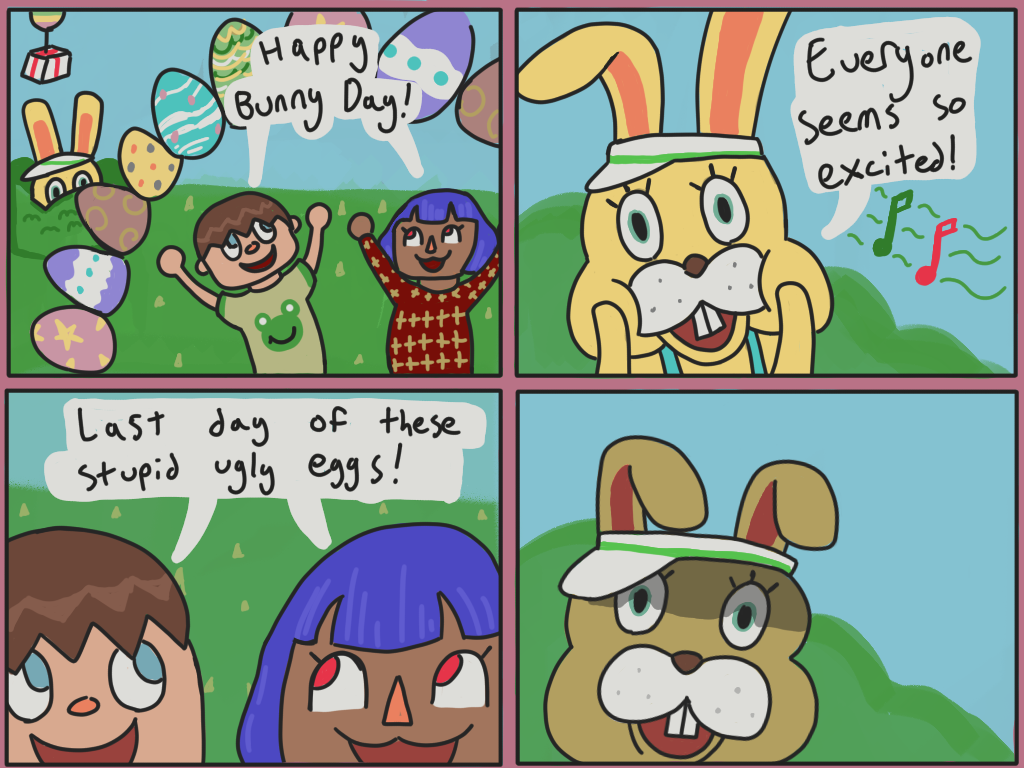 Happy
Bunny Day!
Everyone
seems so
excited!
Last day of these
stupid ugly eggs!